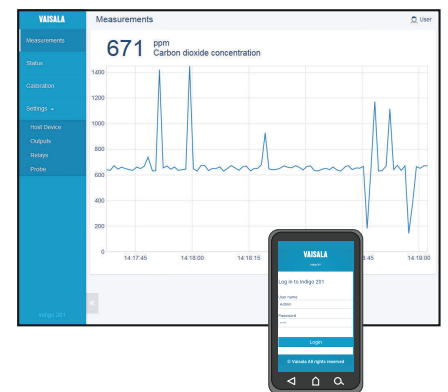 VAISALA
Measurements
User
Measurements
Status
Calibration
Settings
Host Device
Outputs
Relays
Probe
Indigo 201
671 ppm
Carbon dioxide concentration
1400
1200
1000
800
600
400
200
0
14:17:45
14:18:00
14:18:15
3:45
14:19:00
«
VAISALA
Log in to Indigo 201
User name
Admin
Password
Login
© Vaisala All rights reserved